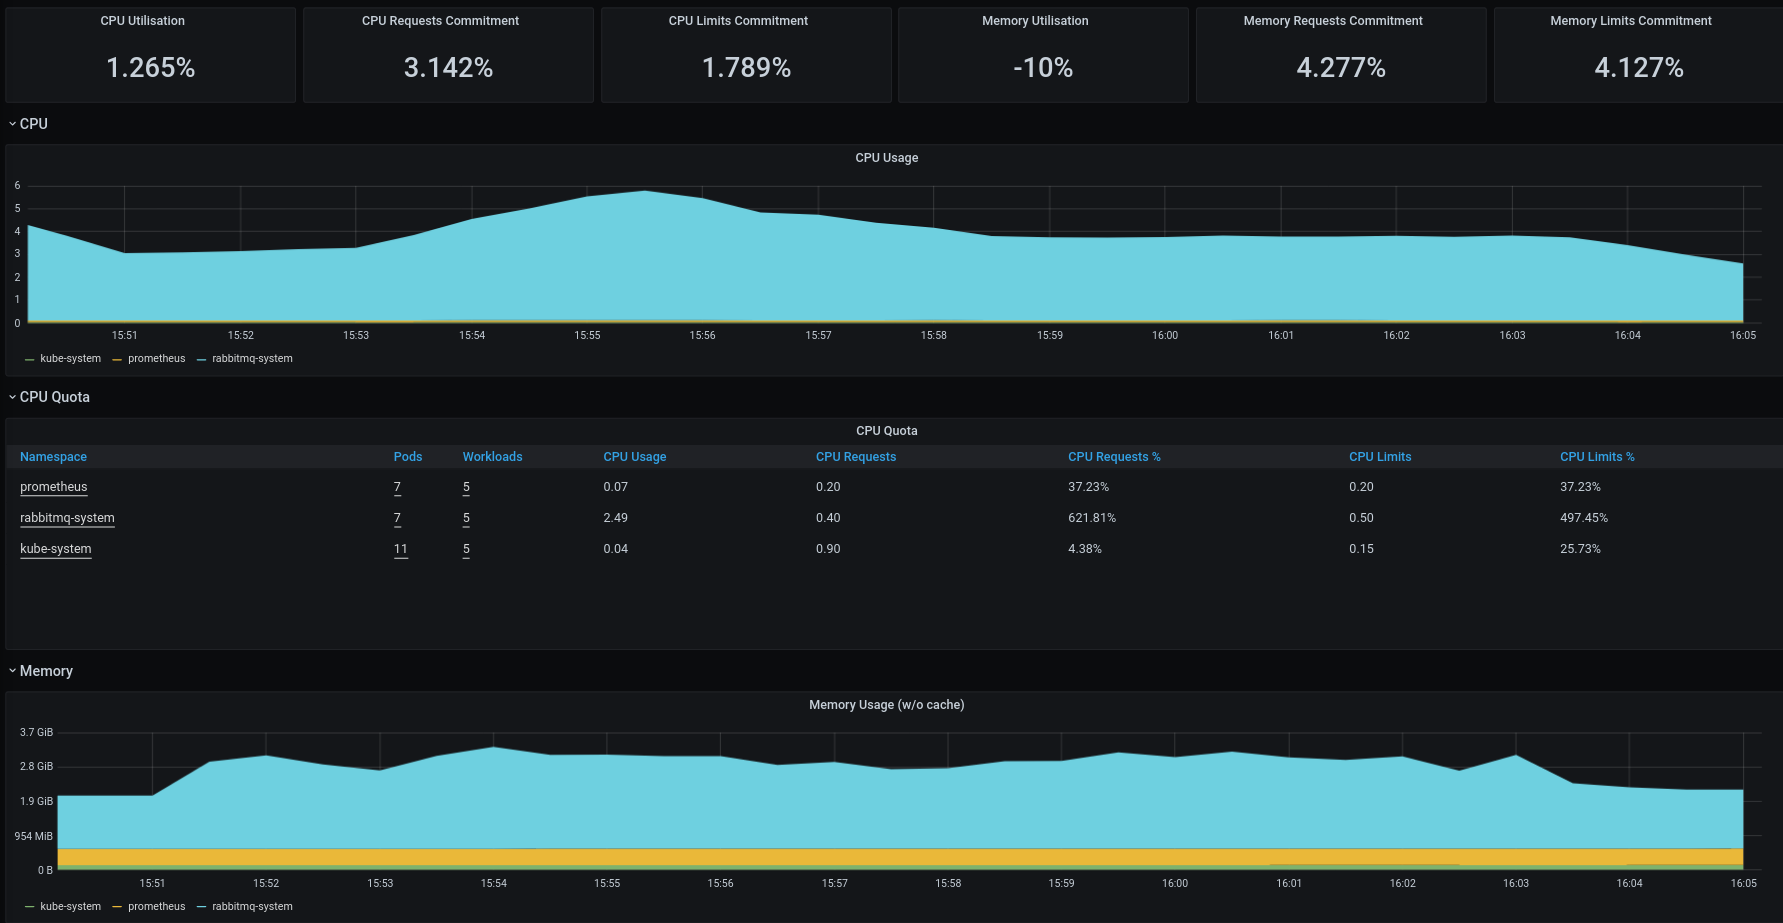 CPU Utilisation CPU Requests Commitment CPU Limits Commitment Memory Utilisation Memory Requests Commitment Memory Limits Commitment
1.265% 3.142% 1.789% -10% 4.277% 4.127%
CPU
CPU Usage
6
5
4
3
2
1
0
15:51 15:52 15:53 15:54 15:55 15:56 15:57 15:58 15:59 16:00 16:01 16:02 16:03 16:04 16:05
kube-system prometheus rabbitmq-system
CPU Quota
CPU Quota
Namespace Pods Workloads CPU Usage CPU Requests CPU Requests % CPU Limits CPU Limits %
prometheus 7 5 0.07 0.20 37.23% 0.20 37.23%
rabbitmq-system 7 5 2.49 0.40 621.81% 0.50 497.45%
kube-system 11 5 0.04 0.90 4.38% 0.15 25.73%
Memory
Memory Usage (w/o cache)
3.7 GiB
2.8 GiB
1.9 GiB
954 MiB
0 B
15:51 15:52 15:53 15:54 15:55 15:56 15:57 15:58 15:59 16:00 16:01 16:02 16:03 16:04 16:05
kube-system prometheus rabbitmq-system